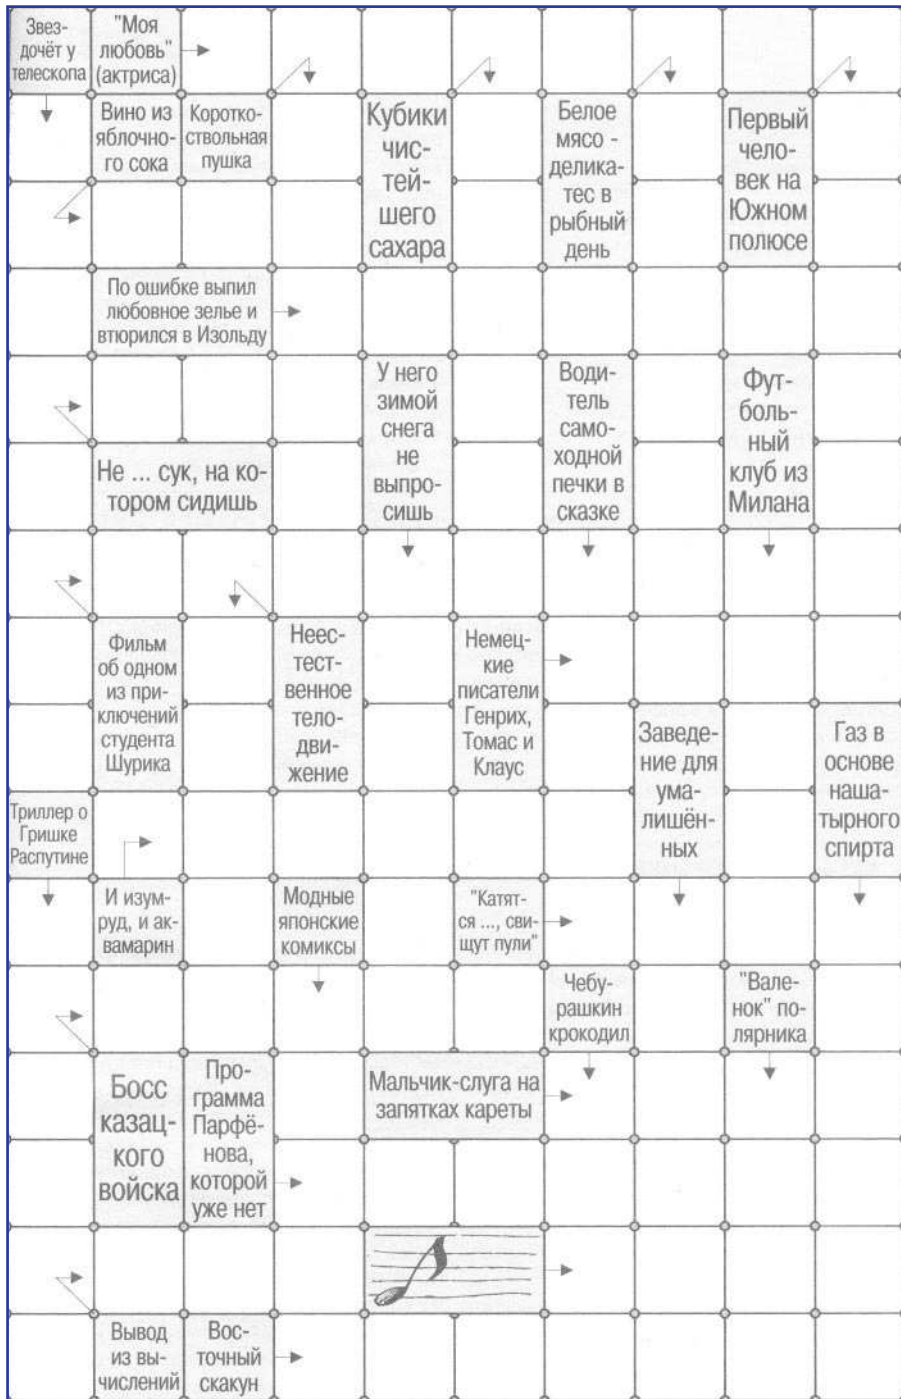 Звез-
дочёт у
телескопа
"Моя
любовь"
(актриса)
Вино из
яблочно-
го сока
Коротко-
ствольная
пушка
Кубики
чис-
тей-
шего
сахара
Белое
мясо -
деликa-
тес в
рыбный
день
Первый
чело-
век на
Южном
полюсе
По ошибке выпил
любовное зелье и
втюрился в Изольду
У него
зимой
снега
не
выпро-
сишь
Води-
тель
само-
ходной
печки в
сказке
Фут-
боль-
ный
клуб из
Милана
Не ... сук, на ко-
тором сидишь
Фильм
об одном
из при-
ключений
студента
Шурика
Неес-
тест-
венное
тело-
дви-
жение
Немец-
кие
писатели
Генрих,
Томас и
Клаус
Заведе-
ние для
ума-
лишён-
ных
Газ в
основе
наша-
тырного
спирта
Триллер о
Гришке
Распутине
И изум-
руд, и ак-
вамарин
Модные
японские
комиксы
"Катят-
ся ..., сви-
щут пули"
Чебу-
рашкин
крокодил
"Вале-
нок" по-
лярника
Босс
казац-
кого
войска
Про-
грамма
Парфё-
нова,
которой
уже нет
Мальчик-слуга на
запятках кареты
Вывод
из вы-
числений
Вос-
точный
скакун